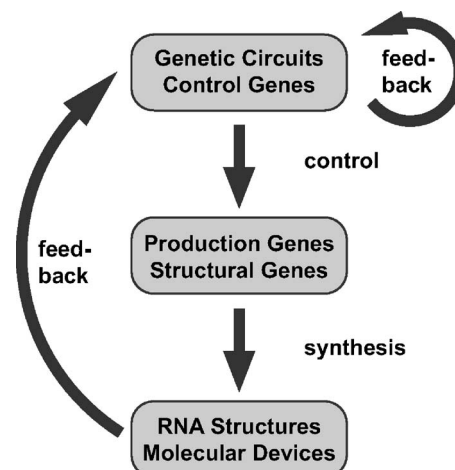 Genetic Circuits
Control Genes
feed-
back
control
Production Genes
Structural Genes
feed-
back
synthesis
RNA Structures
Molecular Devices